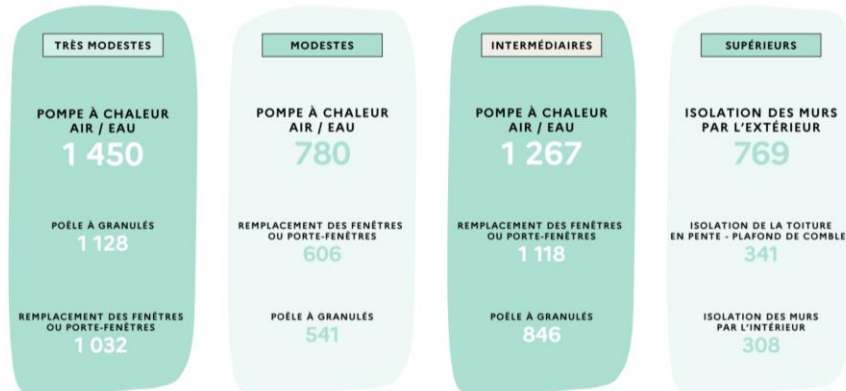 TRÈS MODESTES
POMPE À CHALEUR
AIR / EAU
1 450
POÊLE À GRANULÉS
1 128
REMPLACEMENT DES FENÊTRES
OU PORTE-FENÊTRES
1 032
MODESTES
POMPE À CHALEUR
AIR / EAU
780
REMPLACEMENT DES FENÊTRES
OU PORTE-FENÊTRES
606
POÊLE À GRANULÉS
541
INTERMÉDIAIRES
POMPE À CHALEUR
AIR / EAU
1 267
REMPLACEMENT DES FENÊTRES
OU PORTE-FENÊTRES
1 118
POÊLE À GRANULÉS
846
SUPÉRIEURS
ISOLATION DES MURS
PAR L'EXTÉRIEUR
769
ISOLATION DE LA TOITURE
EN PENTE - PLAFOND DE COMBLE
341
ISOLATION DES MURS
PAR L'INTÉRIEUR
308